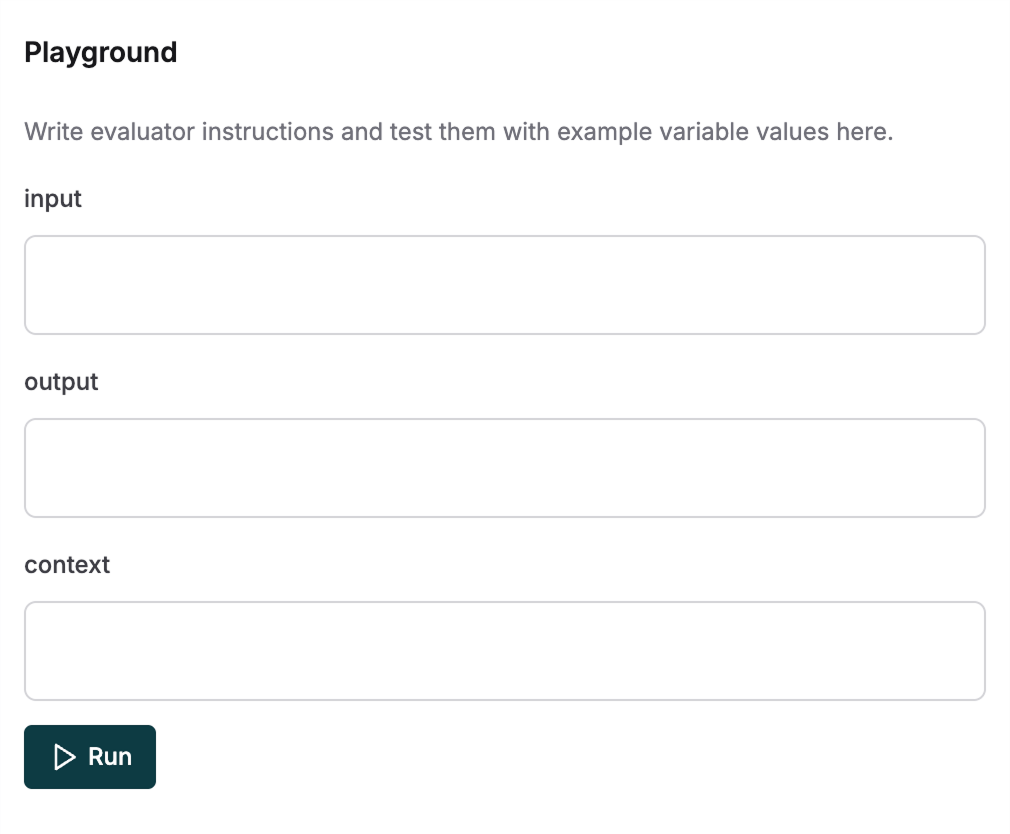 Playground
Write evaluator instructions and test them with example variable values here.
input
output
context
Run